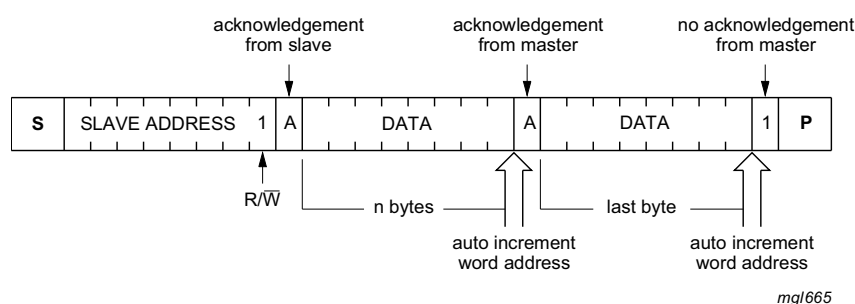 acknowledgement
from slave
acknowledgement
from master
no acknowledgement
from master
S SLAVE ADDRESS 1 A DATA A DATA 1 P
R/W̅
n bytes
last byte
auto increment
word address
auto increment
word address
mgl665